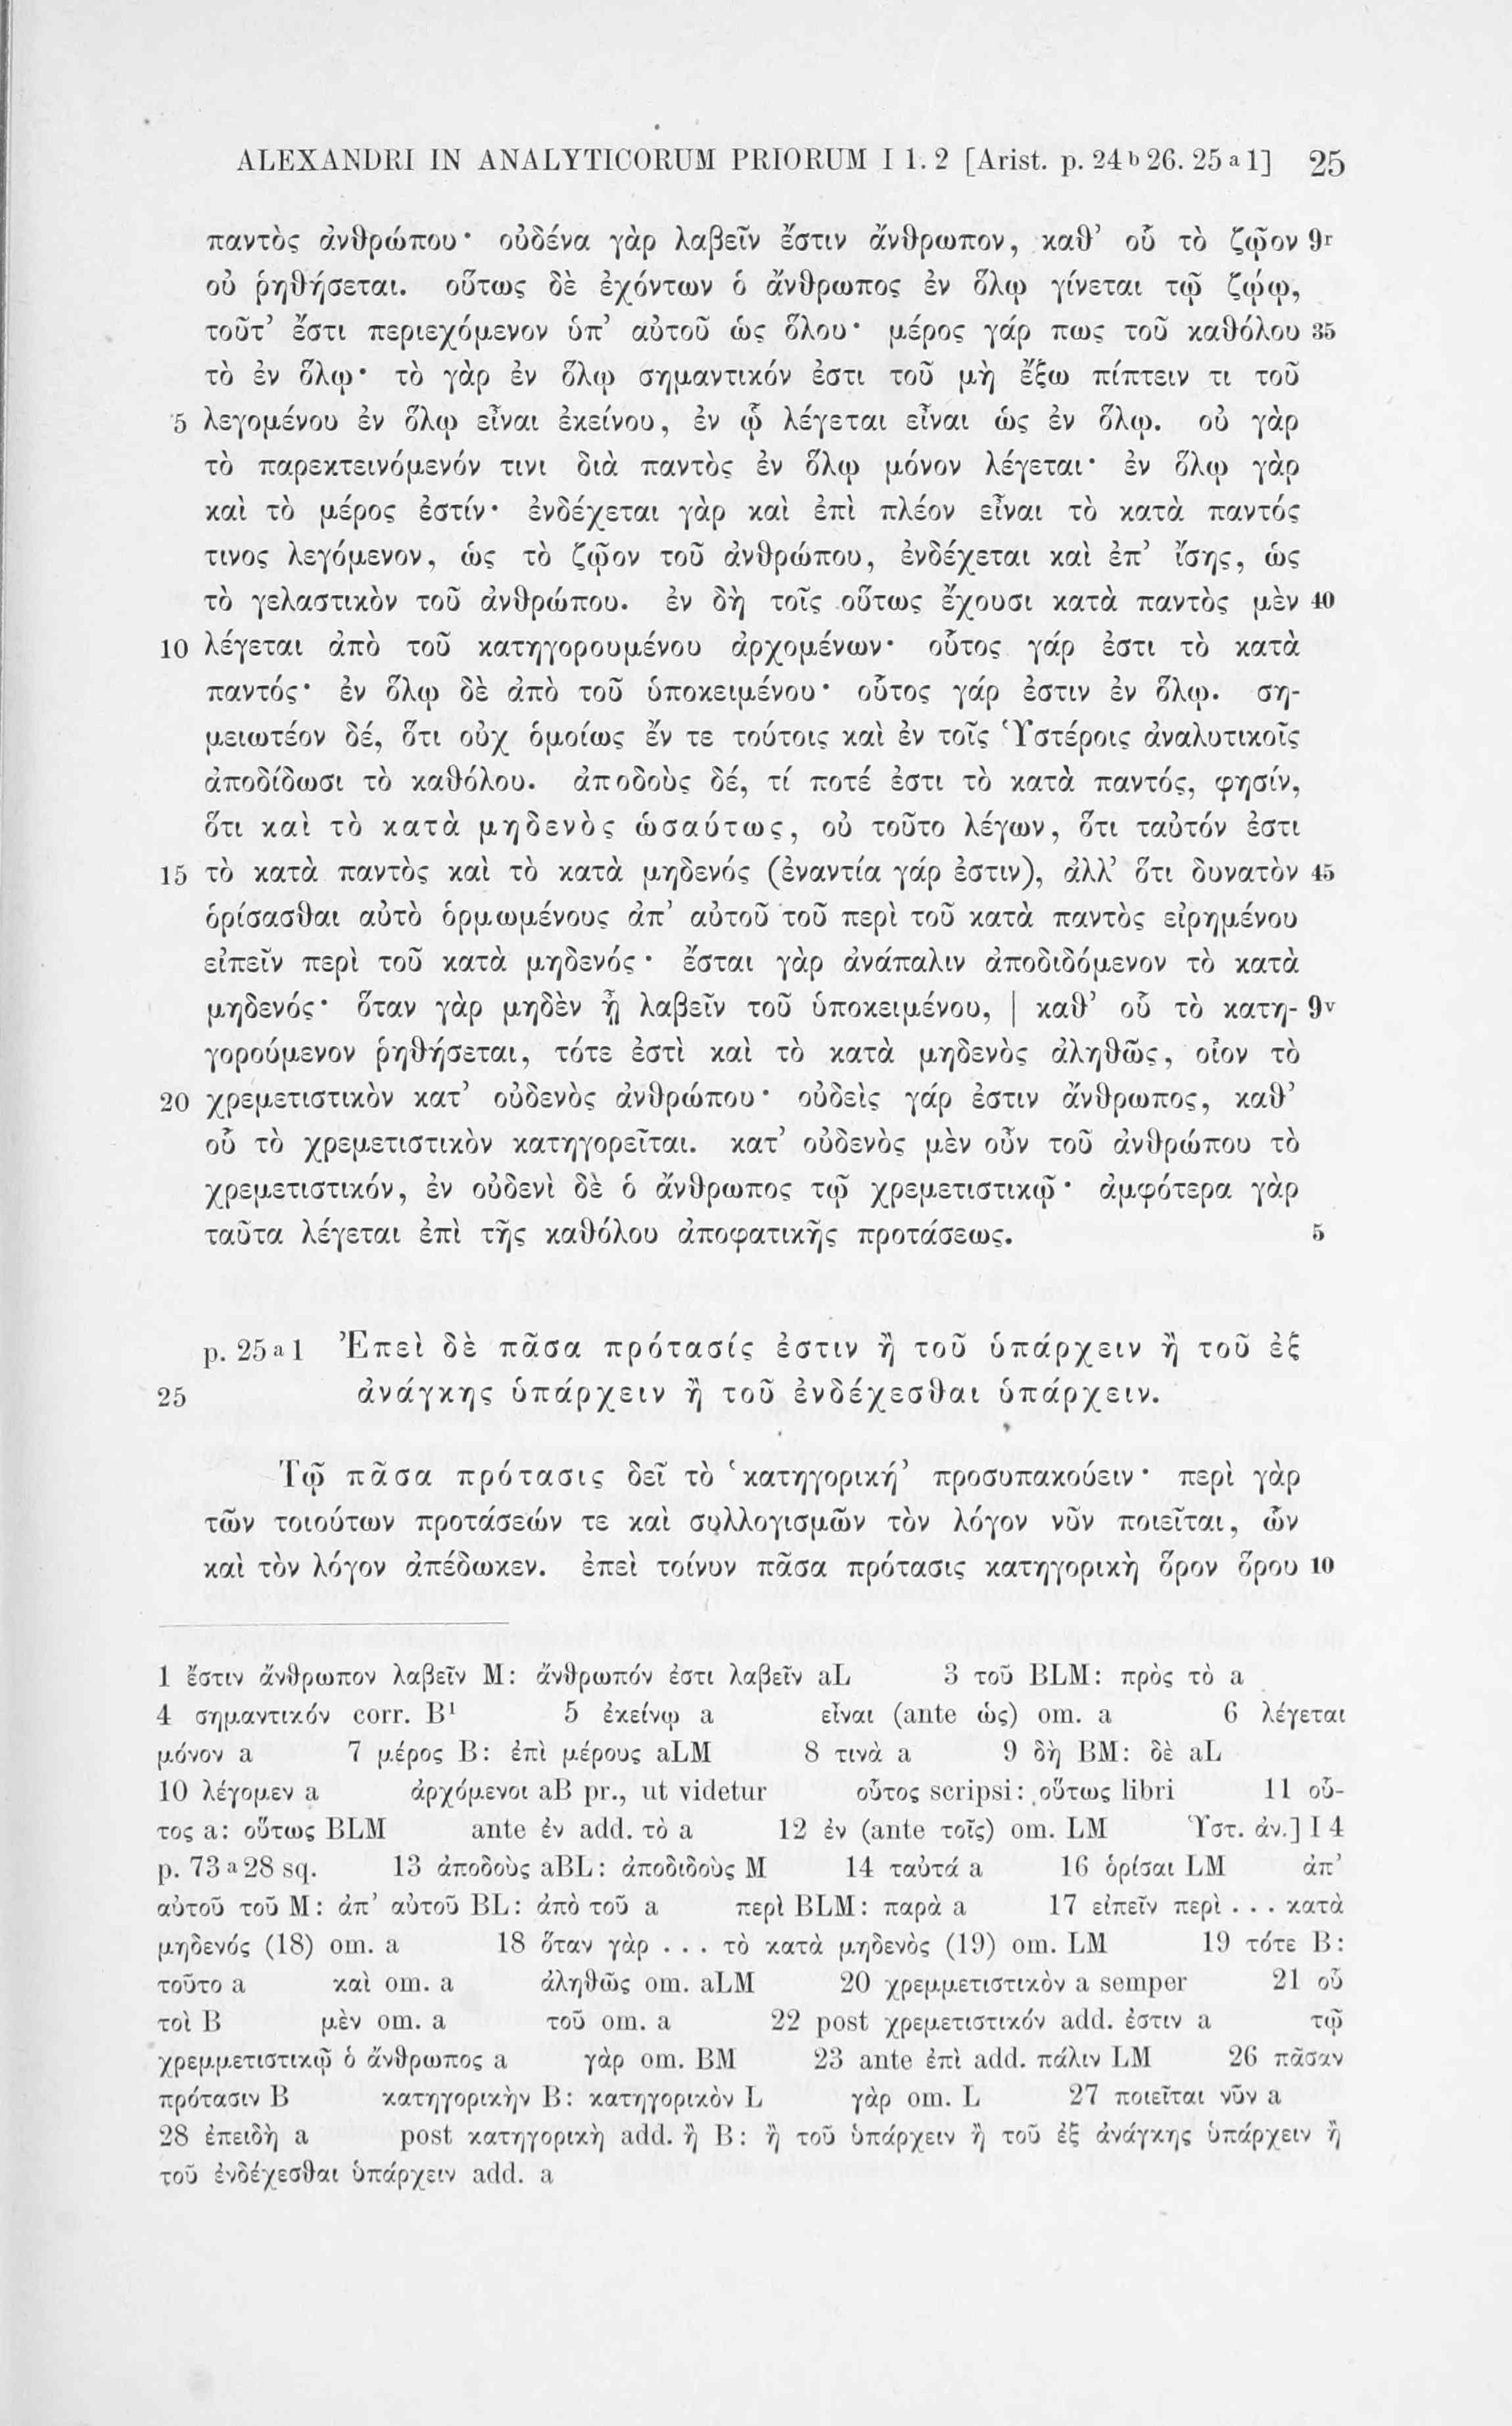 ALEXANDRI IN ANALYTICORUM PRIORUM I 1. 2 [Arist. p. 24 b 26. 25 a 1] 25
παντὸς ἀνθρώπου· οὐδένα γὰρ λαβεῖν ἔστιν ἄνθρωπον, καθ’ οὗ τὸ ζῷον 9r
οὐ ῥηθήσεται. οὕτως δὲ ἐχόντων ὁ ἄνθρωπος ἐν ὅλῳ γίνεται τῷ ζῴῳ,
τοῦτ’ ἔστι περιεχόμενον ὑπ’ αὐτοῦ ὡς ὅλου· μέρος γάρ πως τοῦ καθόλου 35
τὸ ἐν ὅλῳ· τὸ γὰρ ἐν ὅλῳ σημαντικόν ἐστι τοῦ μὴ ἔξω πίπτειν τι τοῦ
5 λεγομένου ἐν ὅλῳ εἶναι ἐκείνου, ἐν ᾧ λέγεται εἶναι ὡς ἐν ὅλῳ. οὐ γὰρ
τὸ παρεκτεινόμενόν τινι διὰ παντὸς ἐν ὅλῳ μόνον λέγεται· ἐν ὅλῳ γὰρ
καὶ τὸ μέρος ἐστίν· ἐνδέχεται γὰρ καὶ ἐπὶ πλέον εἶναι τὸ κατὰ παντός
τινος λεγόμενον, ὡς τὸ ζῷον τοῦ ἀνθρώπου, ἐνδέχεται καὶ ἐπ’ ἴσης, ὡς
τὸ γελαστικὸν τοῦ ἀνθρώπου. ἐν δὴ τοῖς οὕτως ἔχουσι κατὰ παντὸς μὲν 40
10 λέγεται ἀπὸ τοῦ κατηγορουμένου ἀρχομένων· οὗτος γάρ ἐστι τὸ κατὰ
παντός· ἐν ὅλῳ δὲ ἀπὸ τοῦ ὑποκειμένου· οὗτος γάρ ἐστιν ἐν ὅλῳ. ση-
μειωτέον δέ, ὅτι οὐχ ὁμοίως ἔν τε τούτοις καὶ ἐν τοῖς Ὑστέροις ἀναλυτικοῖς
ἀποδίδωσι τὸ καθόλου. ἀποδοὺς δέ, τί ποτέ ἐστι τὸ κατὰ παντός, φησίν,
ὅτι καὶ τὸ κατὰ μηδενὸς ὡσαύτως, οὐ τοῦτο λέγων, ὅτι ταὐτόν ἐστι
15 τὸ κατὰ παντὸς καὶ τὸ κατὰ μηδενός (ἐναντία γάρ ἐστιν), ἀλλ’ ὅτι δυνατὸν 45
ὁρίσασθαι αὐτὸ ὁρμωμένους ἀπ’ αὐτοῦ τοῦ περὶ τοῦ κατὰ παντὸς εἰρημένου
εἰπεῖν περὶ τοῦ κατὰ μηδενός· ἔσται γὰρ ἀνάπαλιν ἀποδιδόμενον τὸ κατὰ
μηδενός· ὅταν γὰρ μηδὲν ᾖ λαβεῖν τοῦ ὑποκειμένου, | καθ’ οὗ τὸ κατη- 9v
γορούμενον ῥηθήσεται, τότε ἐστὶ καὶ τὸ κατὰ μηδενὸς ἀληθῶς, οἷον τὸ
20 χρεμετιστικὸν κατ’ οὐδενὸς ἀνθρώπου· οὐδεὶς γάρ ἐστιν ἄνθρωπος, καθ’
οὗ τὸ χρεμετιστικὸν κατηγορεῖται. κατ’ οὐδενὸς μὲν οὖν τοῦ ἀνθρώπου τὸ
χρεμετιστικόν, ἐν οὐδενὶ δὲ ὁ ἄνθρωπος τῷ χρεμετιστικῷ· ἀμφότερα γὰρ
ταῦτα λέγεται ἐπὶ τῆς καθόλου ἀποφατικῆς προτάσεως. 5
p. 25 a 1 Ἐπεὶ δὲ πᾶσα πρότασίς ἐστιν ἢ τοῦ ὑπάρχειν ἢ τοῦ ἐξ
25 ἀνάγκης ὑπάρχειν ἢ τοῦ ἐνδέχεσθαι ὑπάρχειν.
Τῷ πᾶσα πρότασις δεῖ τὸ ‘κατηγορική’ προσυπακούειν· περὶ γὰρ
τῶν τοιούτων προτάσεών τε καὶ συλλογισμῶν τὸν λόγον νῦν ποιεῖται, ὧν
καὶ τὸν λόγον ἀπέδωκεν. ἐπεὶ τοίνυν πᾶσα πρότασις κατηγορικὴ ὅρον ὅρου 10
1 ἔστιν ἄνθρωπον λαβεῖν M: ἄνθρωπόν ἐστι λαβεῖν aL 3 τοῦ BLM: πρὸς τὸ a
4 σημαντικόν corr. B¹ 5 ἐκείνῳ a εἶναι (ante ὡς) om. a 6 λέγεται
μόνον a 7 μέρος B: ἐπὶ μέρους aLM 8 τινὰ a 9 δὴ BM: δὲ aL
10 λέγομεν a ἀρχόμενοι aB pr., ut videtur οὗτος scripsi: οὕτως libri 11 οὗ-
τος a: οὕτως BLM ante ἐν add. τὸ a 12 ἐν (ante τοῖς) om. LM Ὑστ. ἀν.] I 4
p. 73 a 28 sq. 13 ἀποδοὺς aBL: ἀποδιδοὺς M 14 ταὐτά a 16 ὁρίσαι LM ἀπ’
αὐτοῦ τοῦ M: ἀπ’ αὐτοῦ BL: ἀπὸ τοῦ a περὶ BLM: παρὰ a 17 εἰπεῖν περὶ . . . κατὰ
μηδενός (18) om. a 18 ὅταν γὰρ . . . τὸ κατὰ μηδενὸς (19) om. LM 19 τότε B:
τοῦτο a καὶ om. a ἀληθῶς om. aLM 20 χρεμμετιστικὸν a semper 21 οὗ
τοὶ B μὲν om. a τοῦ om. a 22 post χρεμετιστικόν add. ἐστιν a τῷ
χρεμμετιστικῷ ὁ ἄνθρωπος a γὰρ om. BM 23 ante ἐπὶ add. πάλιν LM 26 πᾶσαν
πρότασιν B κατηγορικὴν B: κατηγορικὸν L γὰρ om. L 27 ποιεῖται νῦν a
28 ἐπειδὴ a post κατηγορικὴ add. ἢ B: ἢ τοῦ ὑπάρχειν ἢ τοῦ ἐξ ἀνάγκης ὑπάρχειν ἢ
τοῦ ἐνδέχεσθαι ὑπάρχειν add. a